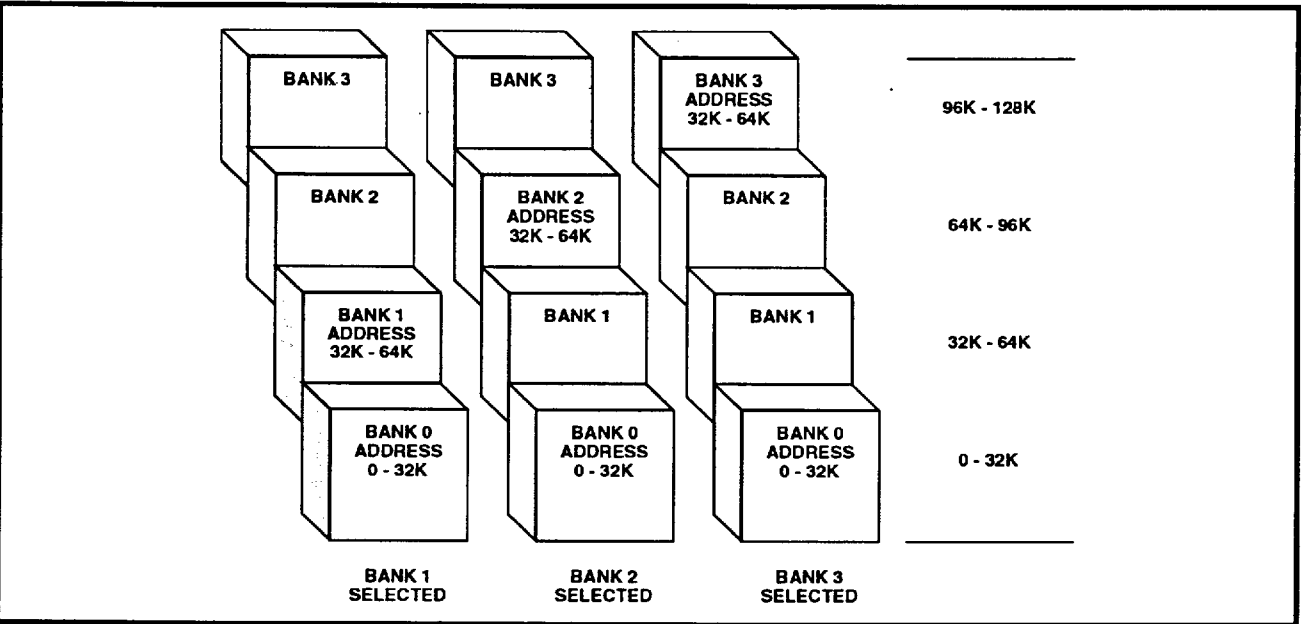 BANK 3
BANK 3
BANK 3
ADDRESS
32K - 64K
96K - 128K
BANK 2
BANK 2
ADDRESS
32K - 64K
BANK 2
64K - 96K
BANK 1
ADDRESS
32K - 64K
BANK 1
BANK 1
32K - 64K
BANK 0
ADDRESS
0 - 32K
BANK 0
ADDRESS
0 - 32K
BANK 0
ADDRESS
0 - 32K
0 - 32K
BANK 1
SELECTED
BANK 2
SELECTED
BANK 3
SELECTED